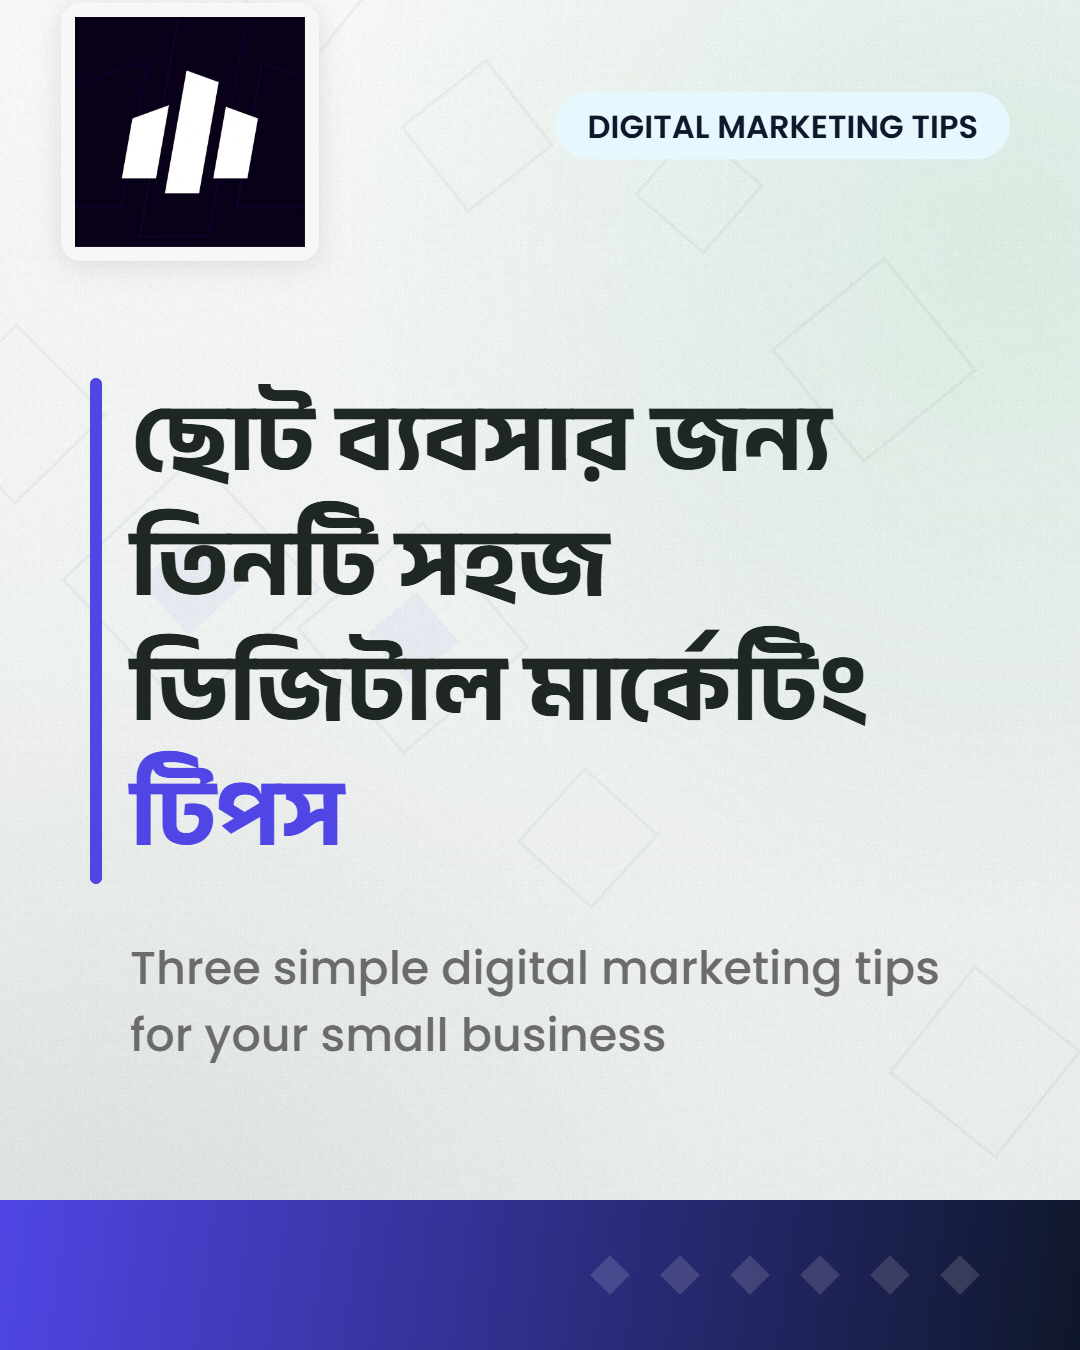 DIGITAL MARKETING TIPS
ছোট ব্যবসার জন্য
তিনটি সহজ
ডিজিটাল মার্কেটিং
টিপস
Three simple digital marketing tips
for your small business